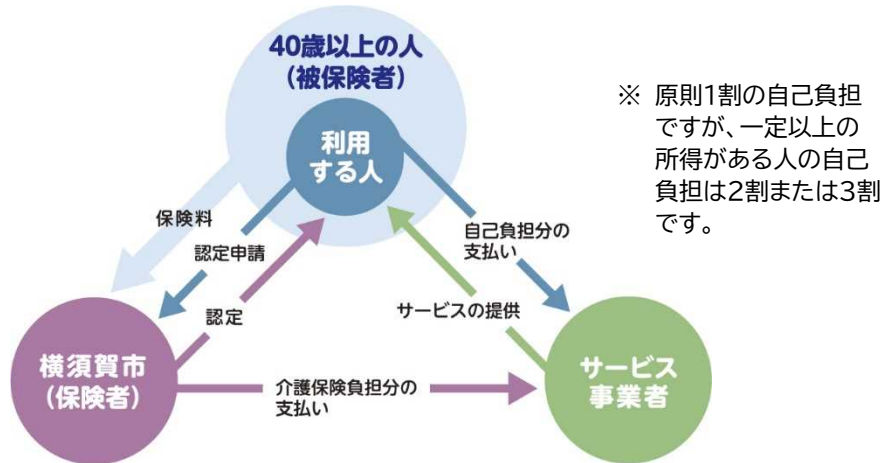 40歳以上の人
（被保険者）
利用
する人
※ 原則1割の自己負担
ですが、一定以上の
所得がある人の自己
負担は2割または3割
です。
保険料
認定申請
認定
自己負担分の
支払い
サービスの提供
横須賀市
（保険者）
介護保険負担分の
支払い
サービス
事業者